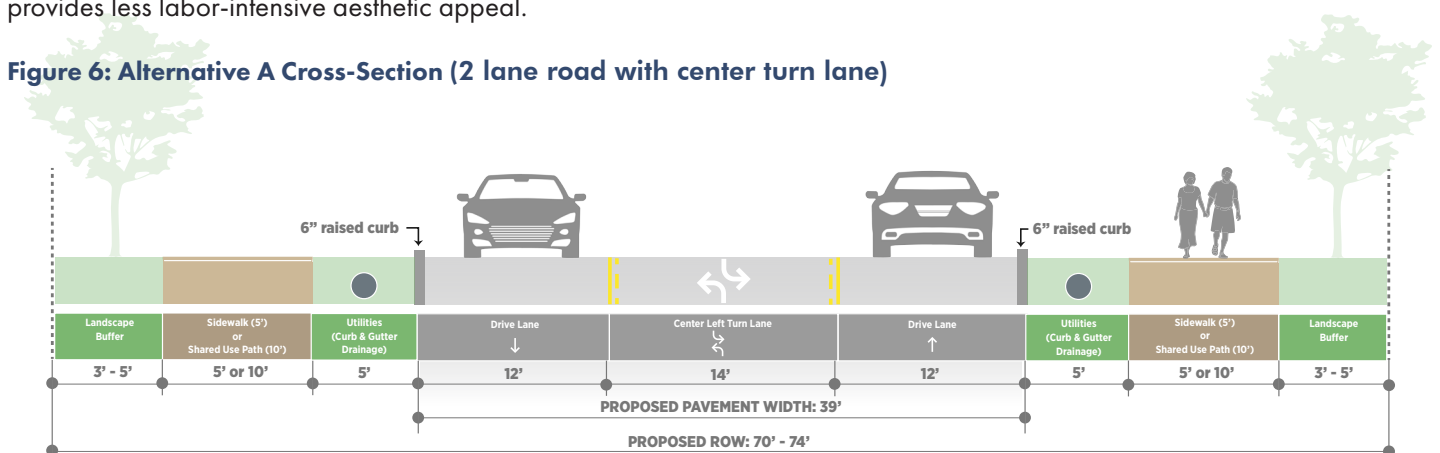 provides less labor-intensive aesthetic appeal.
Figure 6: Alternative A Cross-Section (2 lane road with center turn lane)
6” raised curb
6” raised curb
Landscape
Buffer
Sidewalk (5’)
or
Shared Use Path (10’)
Utilities
(Curb & Gutter
Drainage)
Drive Lane
Center Left Turn Lane
Drive Lane
Utilities
(Curb & Gutter
Drainage)
Sidewalk (5’)
or
Shared Use Path (10’)
Landscape
Buffer
3’ - 5’
5’ or 10’
5’
12’
14’
12’
5’
5’ or 10’
3’ - 5’
PROPOSED PAVEMENT WIDTH: 39’
PROPOSED ROW: 70’ - 74’